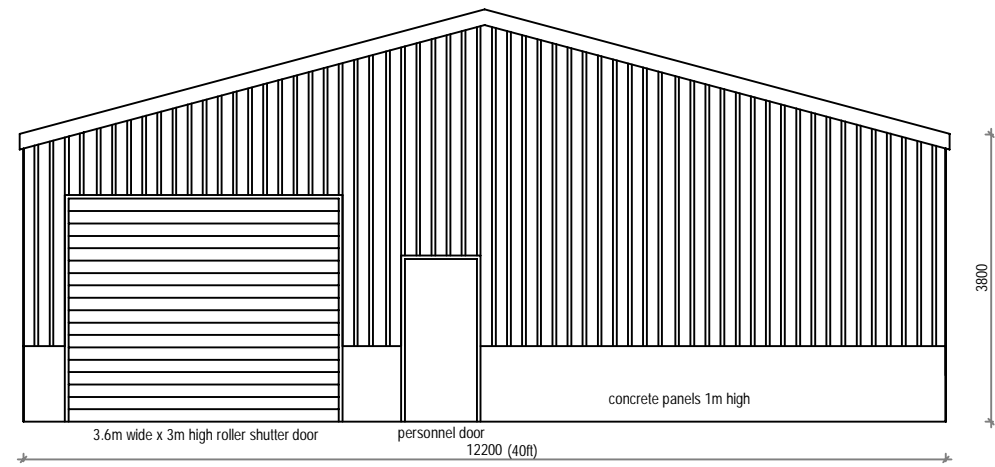 3800
concrete panels 1m high
3.6m wide x 3m high roller shutter door
personnel door
12200 (40ft)